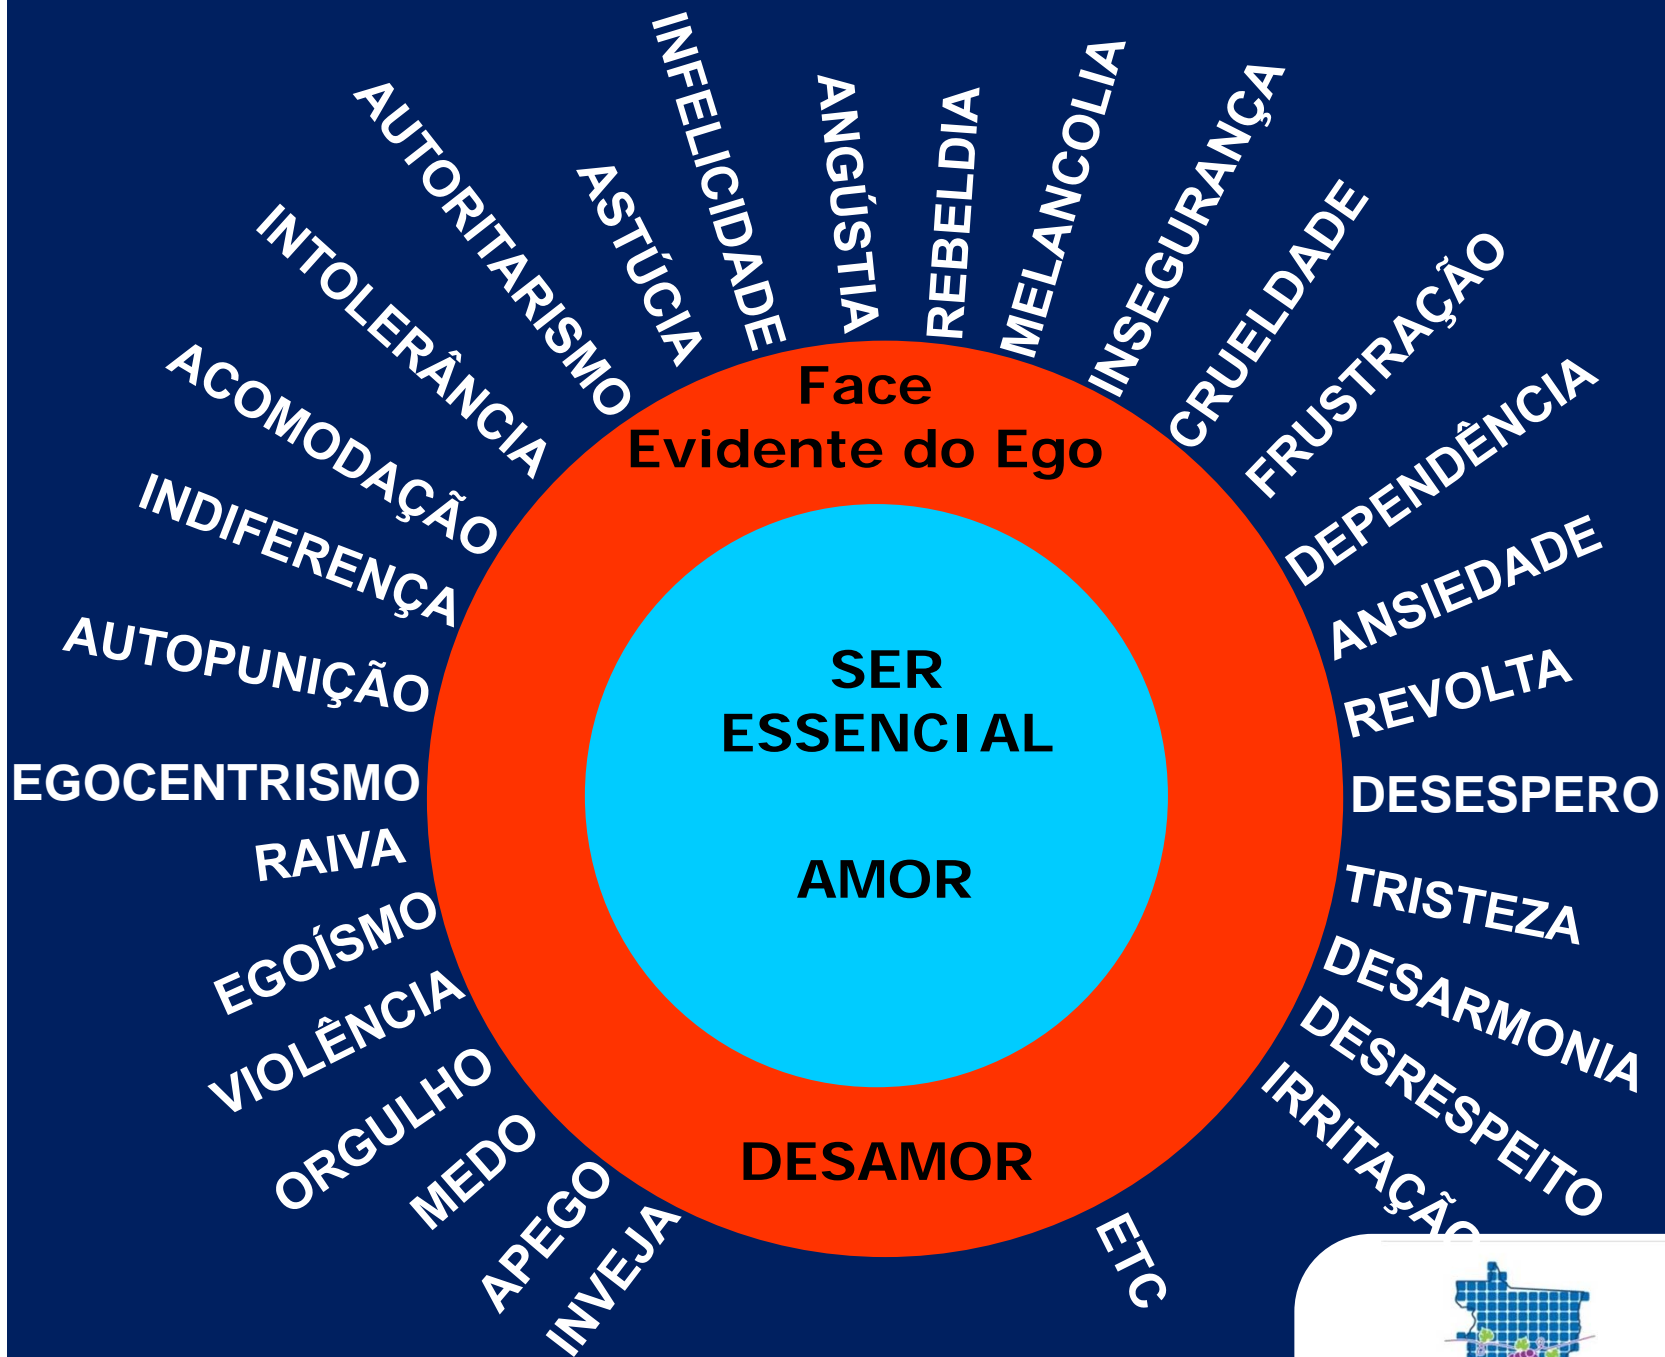 INVEJA
APEGO
MEDO
ORGULHO
VIOLÊNCIA
EGOÍSMO
RAIVA
EGOCENTRISMO
AUTOPUNIÇÃO
INDIFERENÇA
ACOMODAÇÃO
INTOLERÂNCIA
AUTORITARISMO
ASTÚCIA
INFELICIDADE
ANGÚSTIA
REBELDIA
MELANCOLIA
INSEGURANÇA
CRUELDADE
FRUSTRAÇÃO
DEPENDÊNCIA
ANSIEDADE
REVOLTA
DESESPERO
TRISTEZA
DESARMONIA
DESRESPEITO
IRRITAÇÃO
ETC
Face
Evidente do Ego
SER
ESSENCIAL
AMOR
DESAMOR